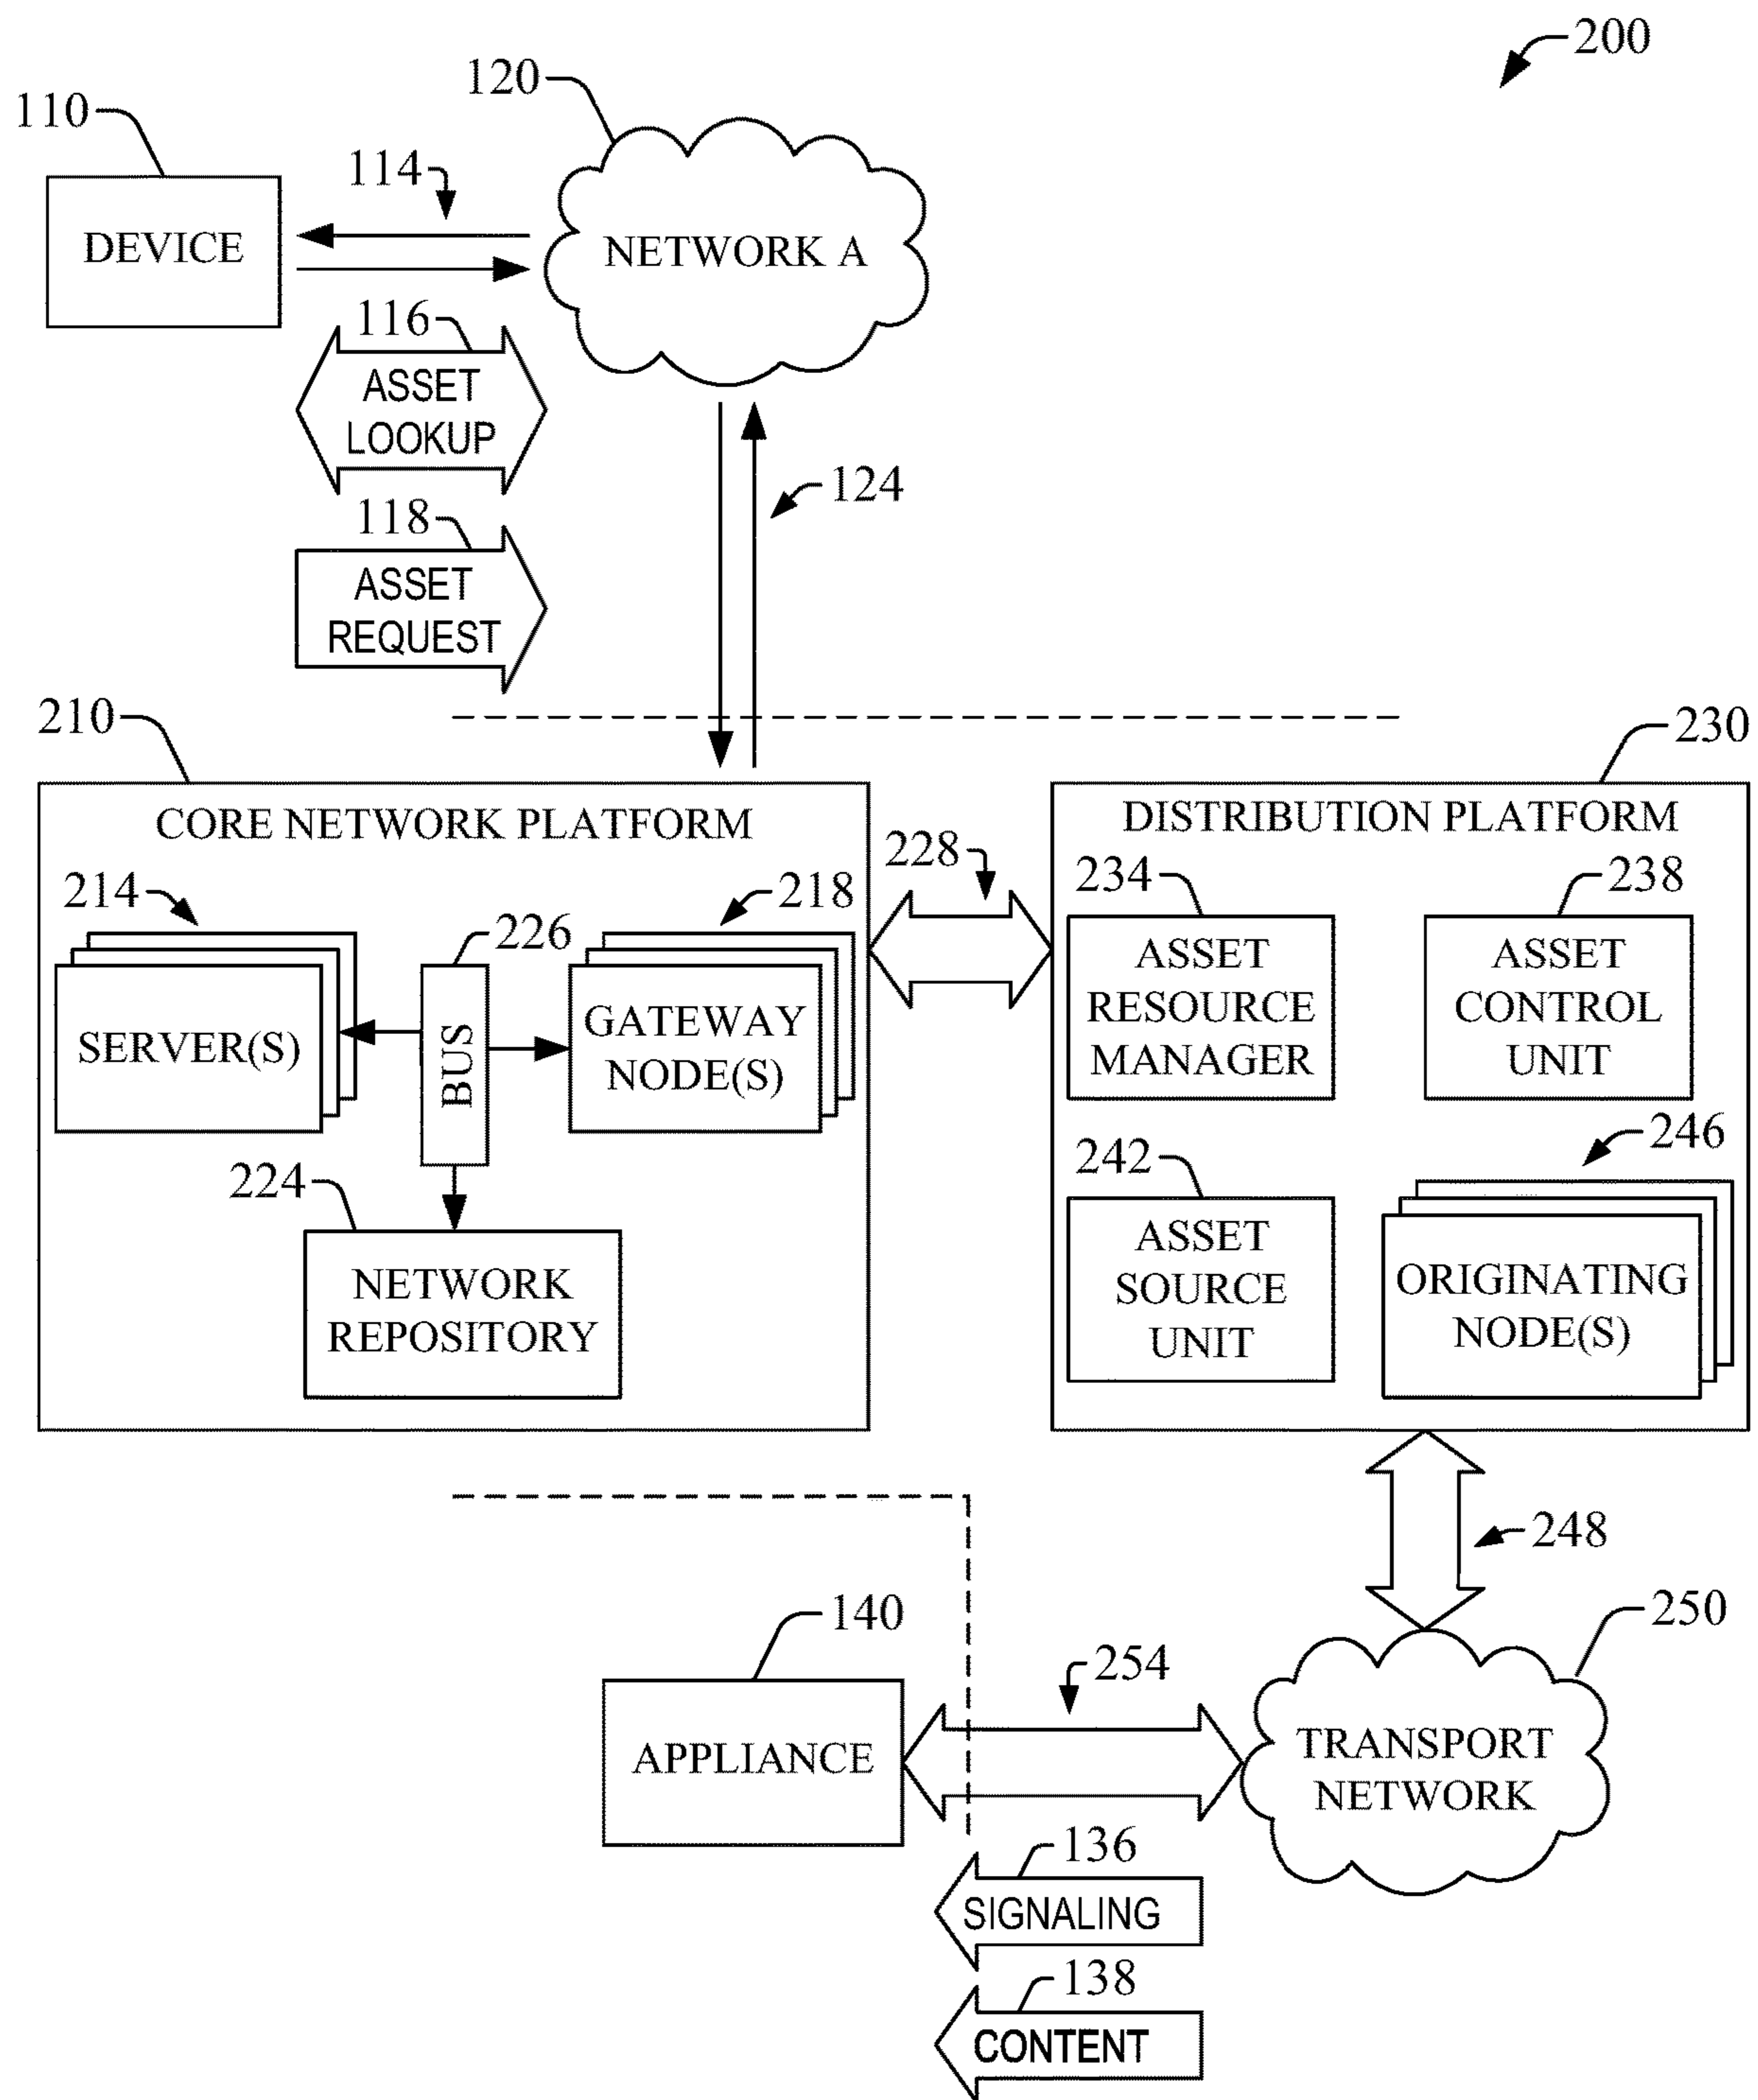 200
120
110
114
DEVICE
NETWORK A
116
ASSET
LOOKUP
124
118
ASSET
REQUEST
210
230
CORE NETWORK PLATFORM
DISTRIBUTION PLATFORM
228
214
218
234
238
226
SERVER(S)
BUS
GATEWAY
NODE(S)
ASSET
RESOURCE
MANAGER
ASSET
CONTROL
UNIT
224
NETWORK
REPOSITORY
242
246
ASSET
SOURCE
UNIT
ORIGINATING
NODE(S)
248
140
254
250
APPLIANCE
TRANSPORT
NETWORK
136
SIGNALING
138
CONTENT